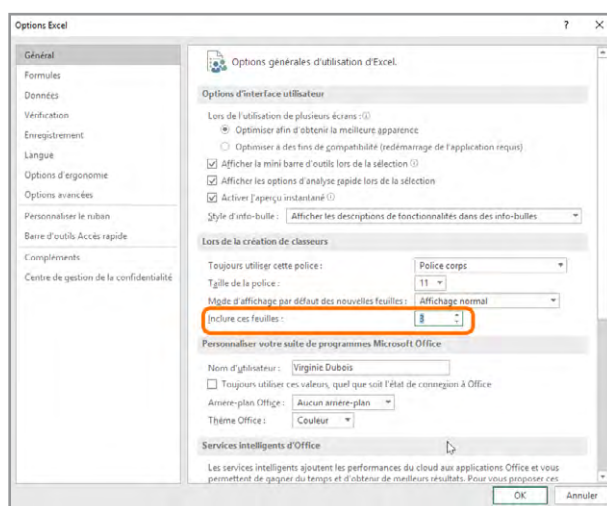 Options Excel
?
Général
Formules
Données
Vérification
Enregistrement
Langue
Options d'ergonomie
Options avancées
Personnaliser le ruban
Barre d'outils Accès rapide
Compléments
Centre de gestion de la confidentialité
Options générales d'utilisation d'Excel.
Options d'interface utilisateur
Lors de l'utilisation de plusieurs écrans :
Optimiser afin d'obtenir la meilleure apparence
Optimiser à des fins de compatibilité (redémarrage de l'application requis)
Afficher la mini barre d'outils lors de la sélection
Afficher les options d'analyse rapide lors de la sélection
Activer l'aperçu instantané
Style d'info-bulle : Afficher les descriptions de fonctionnalités dans des info-bulles
Lors de la création de classeurs
Toujours utiliser cette police : Police corps
Taille de la police : 11
Mode d'affichage par défaut des nouvelles feuilles : Affichage normal
Inclure ces feuilles :
Personnaliser votre suite de programmes Microsoft Office
Nom d'utilisateur : Virginie Dubois
Toujours utiliser ces valeurs, quel que soit l'état de connexion à Office
Arrière-plan Office : Aucun arrière-plan
Thème Office : Couleur
Services intelligents d'Office
Les services intelligents ajoutent les performances du cloud aux applications Office et vous
permettent de gagner du temps et d'obtenir de meilleurs résultats. Pour vous proposer ces
OK Annuler